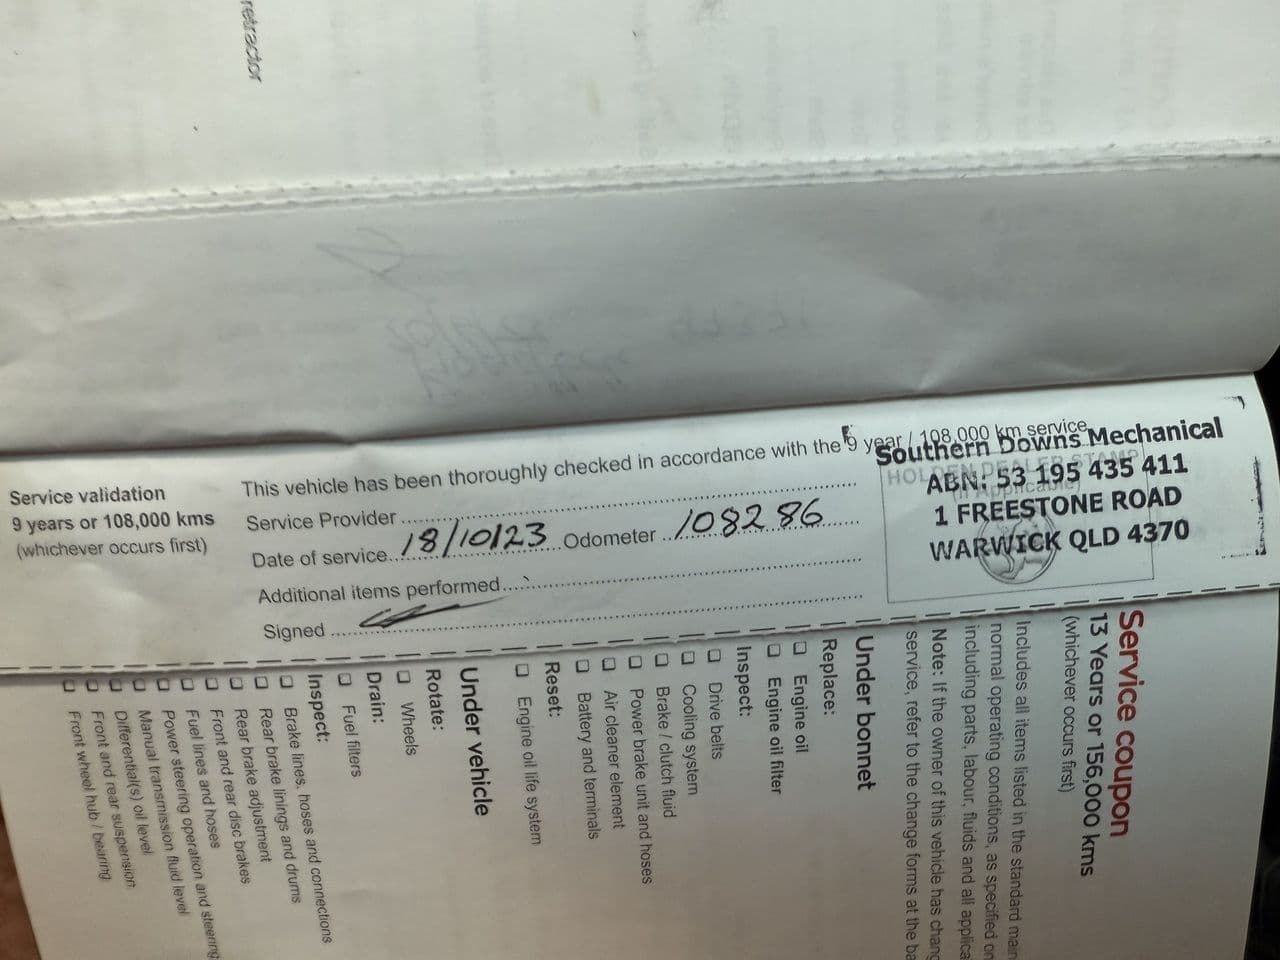 retractor
Service validation
9 years or 108,000 kms
(whichever occurs first)
This vehicle has been thoroughly checked in accordance with the 9 year / 108,000 km service.
Service Provider
Date of service 18/10/23 Odometer 108286
Additional items performed
Signed
Southern Downs Mechanical
ABN: 53 195 435 411
1 FREESTONE ROAD
WARWICK QLD 4370
Service coupon
13 Years or 156,000 kms
(whichever occurs first)
Includes all items listed in the standard main
normal operating conditions, as specified on
including parts, labour, fluids and all applica
Note: If the owner of this vehicle has chang
service, refer to the change forms at the ba
Under bonnet
Replace:
Engine oil
Engine oil filter
Inspect:
Drive belts
Cooling system
Brake / clutch fluid
Power brake unit and hoses
Air cleaner element
Battery and terminals
Reset:
Engine oil life system
Under vehicle
Rotate:
Wheels
Drain:
Fuel filters
Inspect:
Brake lines, hoses and connections
Rear brake linings and drums
Rear brake adjustment
Front and rear disc brakes
Fuel lines and hoses
Power steering operation and steering
Manual transmission fluid level
Differential(s) oil level
Front and rear suspension
Front wheel hub / bearing